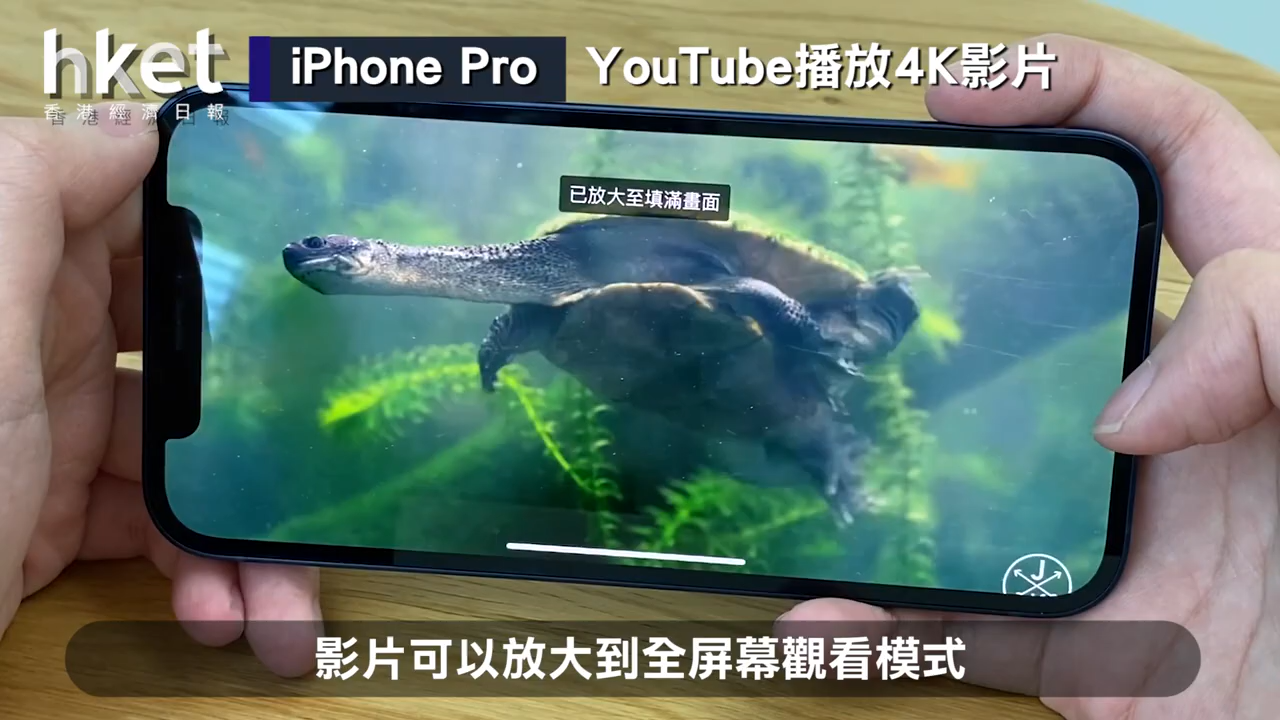 hket
香港經濟日報
iPhone Pro YouTube播放4K影片
已放大至填滿畫面
J
影片可以放大到全屏幕觀看模式